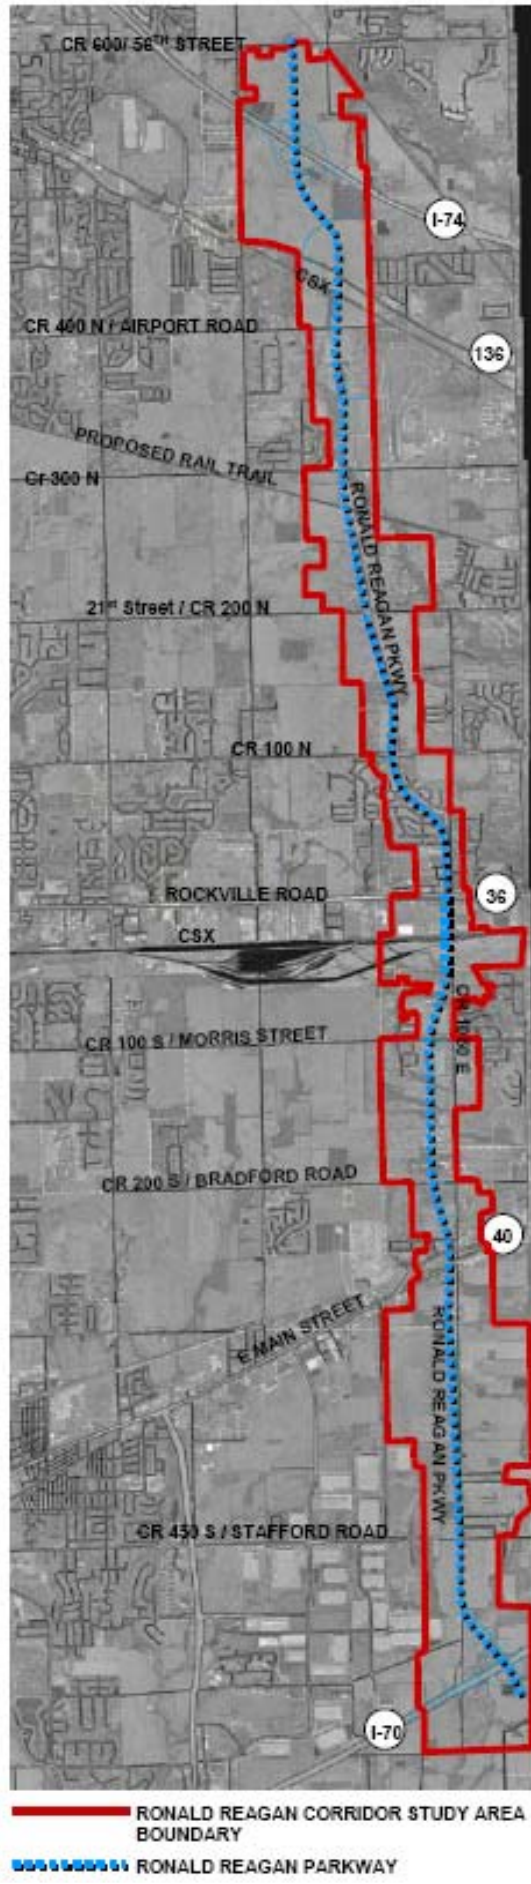 CR 600/ 56TH STREET
I-74
CSX
CR 400 N / AIRPORT ROAD
136
PROPOSED RAIL TRAIL
Cr 300 N
RONALD REAGAN PKWY
21st Street / CR 200 N
CR 100 N
ROCKVILLE ROAD
36
CSX
CR 1050 E
CR 100 S / MORRIS STREET
CR 200 S / BRADFORD ROAD
40
E MAIN STREET
RONALD REAGAN PKWY
CR 450 S / STAFFORD ROAD
I-70
RONALD REAGAN CORRIDOR STUDY AREA
BOUNDARY
RONALD REAGAN PARKWAY